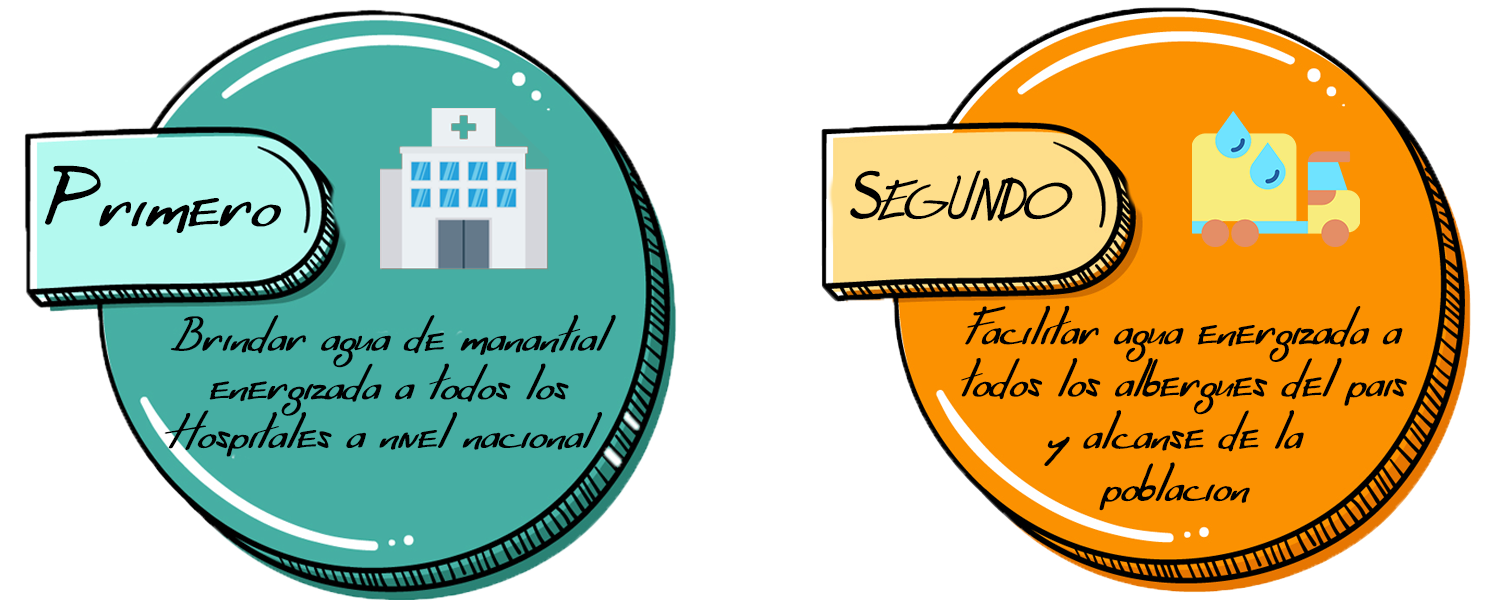 Primero
Brindar agua de manantial
energizada a todos los
Hospitales a nivel nacional
SEGUNDO
Facilitar agua energizada a
todos los albergues del pais
y alcanse de la
poblacion